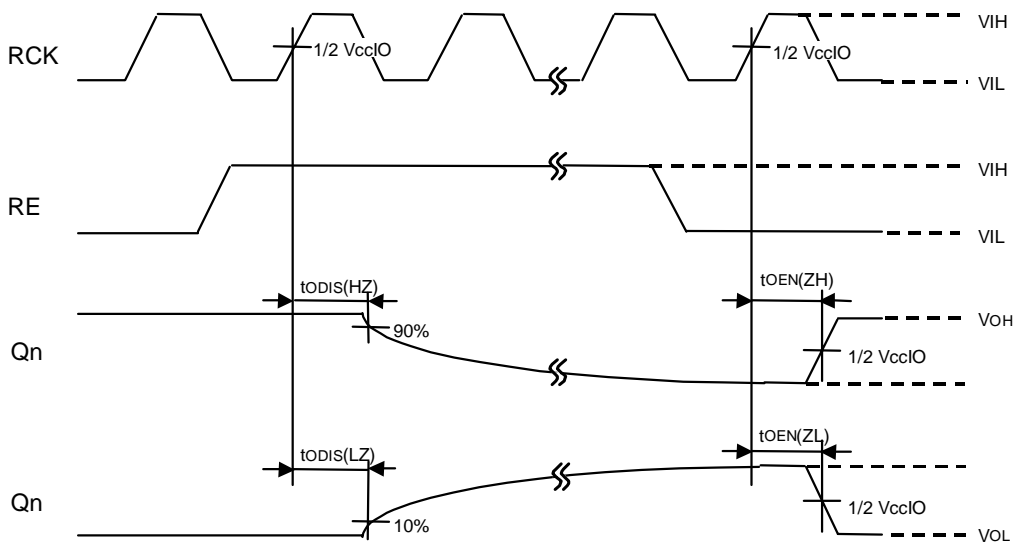 VIH
RCK
1/2 VccIO
1/2 VccIO
VIL
VIH
RE
VIL
tODIS(HZ)
tOEN(ZH)
90%
VOH
Qn
1/2 VccIO
tODIS(LZ)
tOEN(ZL)
Qn
10%
1/2 VccIO
VOL